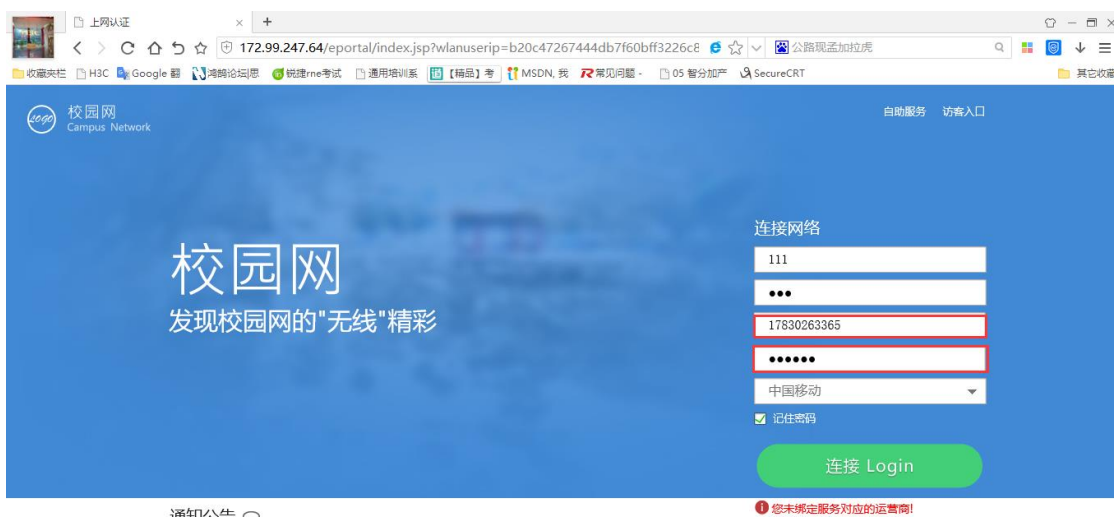 上网认证
172.99.247.64/eportal/index.jsp?wlanuserip=b20c47267444db7f60bff3226c8
公路现孟加拉虎
收藏夹栏 H3C Google 翻 鸿鹄论坛|思 锐捷rne考试 通用培训系 【精品】考 MSDN, 我 常见问题 - 05 智分加产 SecureCRT 其它收藏
Logo 校园网
Campus Network
自助服务 访客入口
连接网络
111
校园网
发现校园网的"无线"精彩
17830263365
中国移动
记住密码
连接 Login
您未绑定服务对应的运营商!
通知公告